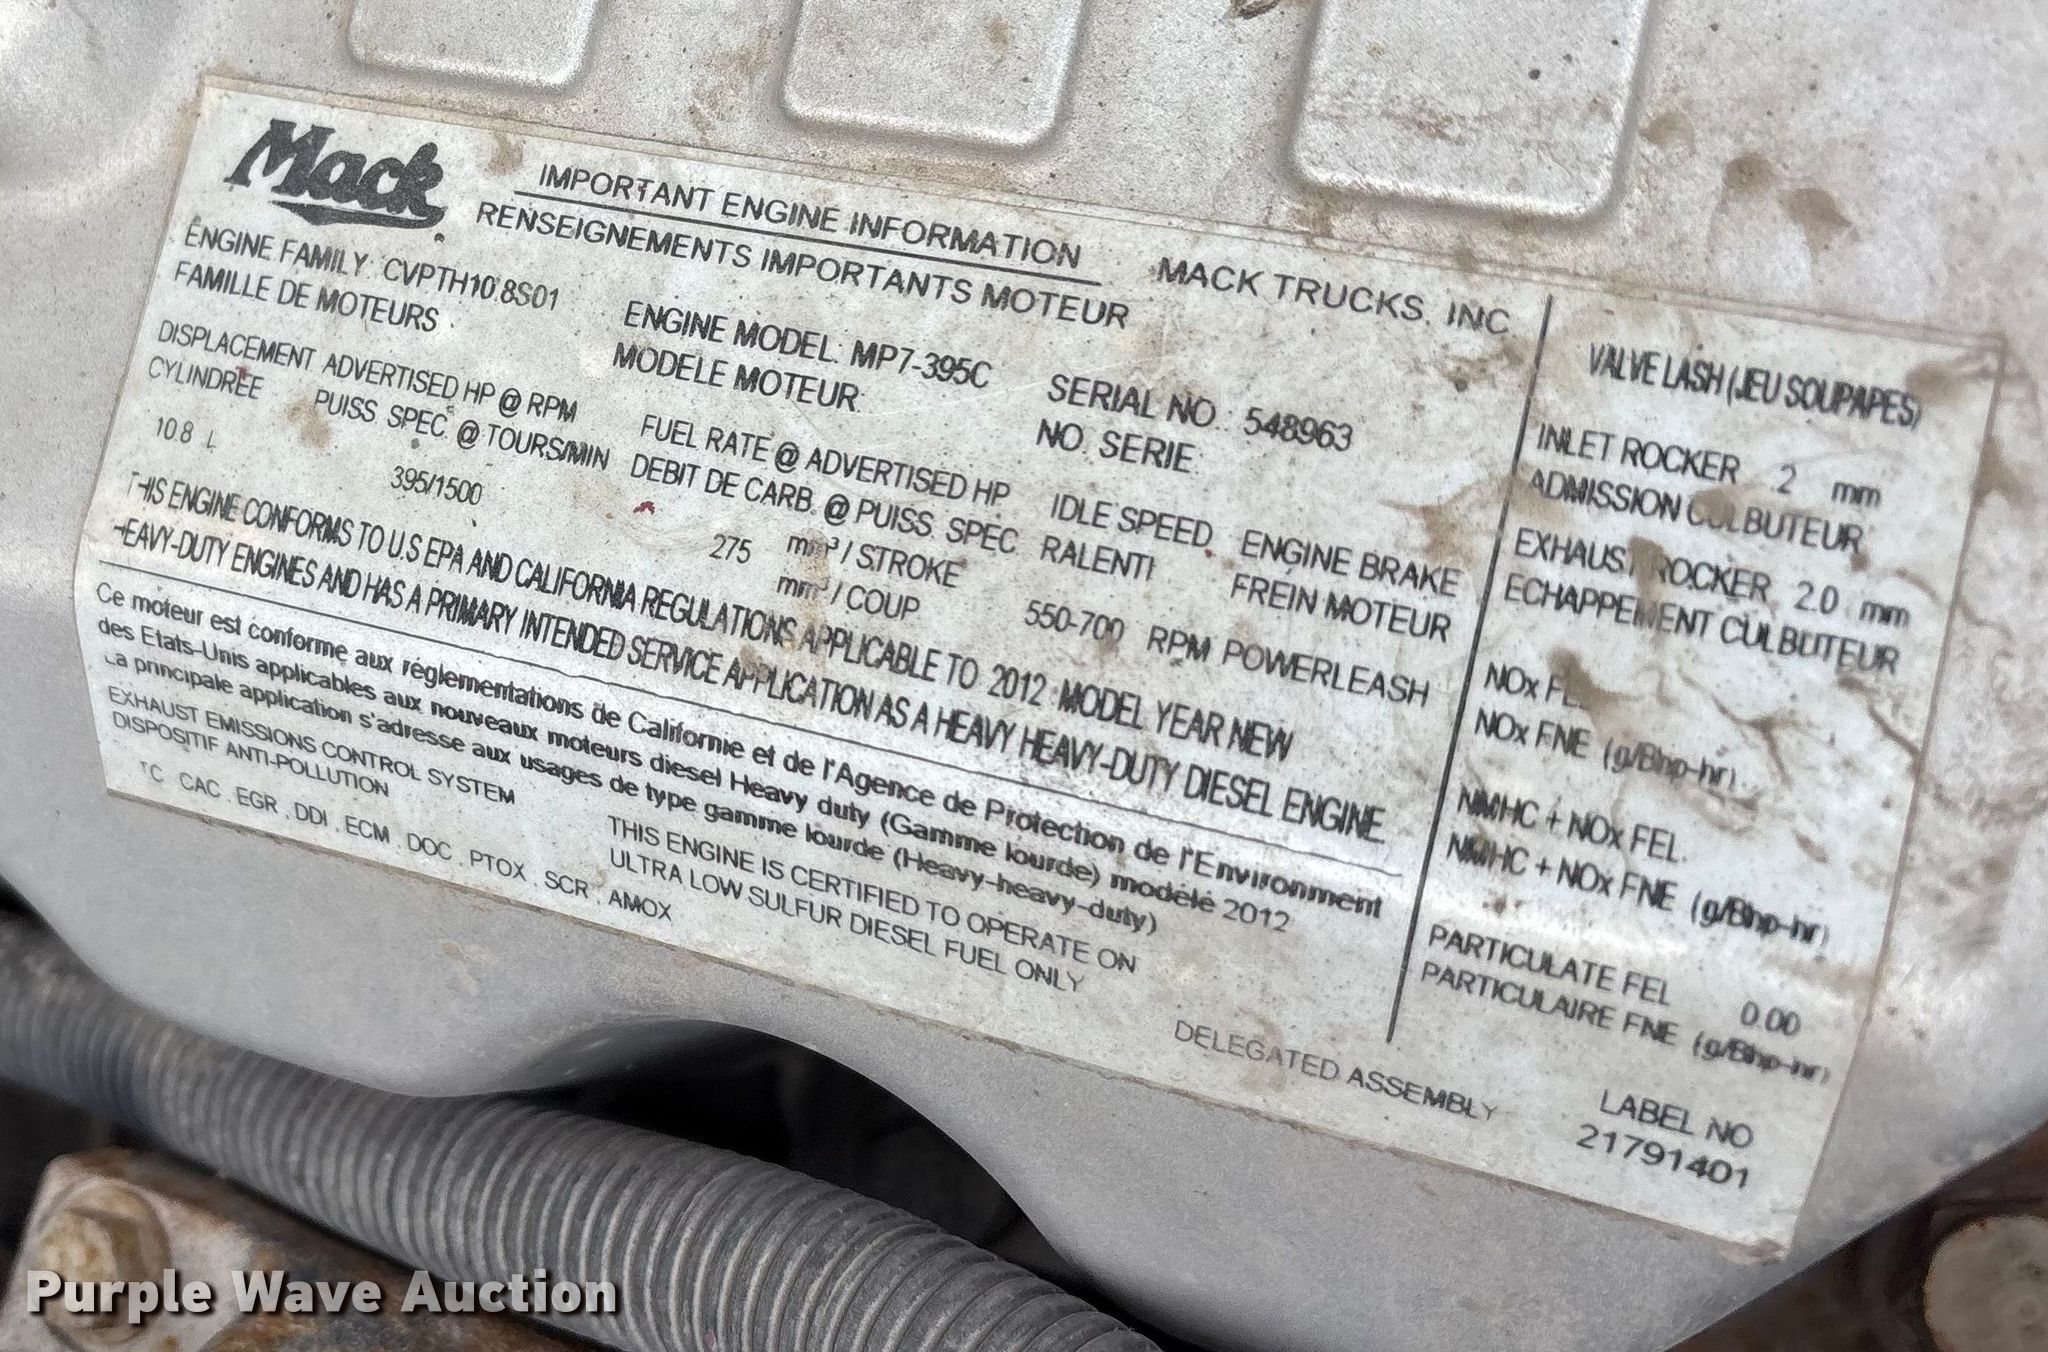 Mack
IMPORTANT ENGINE INFORMATION
RENSEIGNEMENTS IMPORTANTS MOTEUR
MACK TRUCKS, INC
ENGINE FAMILY: CVPTH10.8S01
FAMILLE DE MOTEURS
ENGINE MODEL: MP7-395C
MODELE MOTEUR:
SERIAL NO.: 548963
NO. SERIE:
DISPLACEMENT
CYLINDREE
10.8 L
ADVERTISED HP @ RPM
PUISS. SPEC. @ TOURS/MIN
395/1500
FUEL RATE @ ADVERTISED HP
DEBIT DE CARB. @ PUISS. SPEC
275 mm³ / STROKE
mm³ / COUP
IDLE SPEED
RALENTI
550-700 RPM
ENGINE BRAKE
FREIN MOTEUR
POWERLEASH
THIS ENGINE CONFORMS TO U.S EPA AND CALIFORNIA REGULATIONS APPLICABLE TO 2012 MODEL YEAR NEW
HEAVY-DUTY ENGINES AND HAS A PRIMARY INTENDED SERVICE APPLICATION AS A HEAVY HEAVY-DUTY DIESEL ENGINE.
Ce moteur est conforme aux réglementations de Californie et de l'Agence de Protection de l'Environment
des Etats-Unis applicables aux nouveaux moteurs diesel Heavy duty (Gamme lourde) modèle 2012
La principale application s'adresse aux usages de type gamme lourde (Heavy-heavy-duty)
EXHAUST EMISSIONS CONTROL SYSTEM
DISPOSITIF ANTI-POLLUTION
TC , CAC , EGR , DDI , ECM , DOC , PTOX , SCR , AMOX
THIS ENGINE IS CERTIFIED TO OPERATE ON
ULTRA LOW SULFUR DIESEL FUEL ONLY
DELEGATED ASSEMBLY
VALVE LASH (JEU SOUPAPES)
INLET ROCKER .2 mm
ADMISSION CULBUTEUR
EXHAUST ROCKER 2.0 mm
ECHAPPEMENT CULBUTEUR
NOx
NOx FNE (g/Bhp-hr)
NMHC + NOx FEL
NMHC + NOx FNE (g/Bhp-hr)
PARTICULATE FEL 0.00
PARTICULAIRE FNE (g/Bhp-hr)
LABEL NO
21791401
Purple Wave Auction